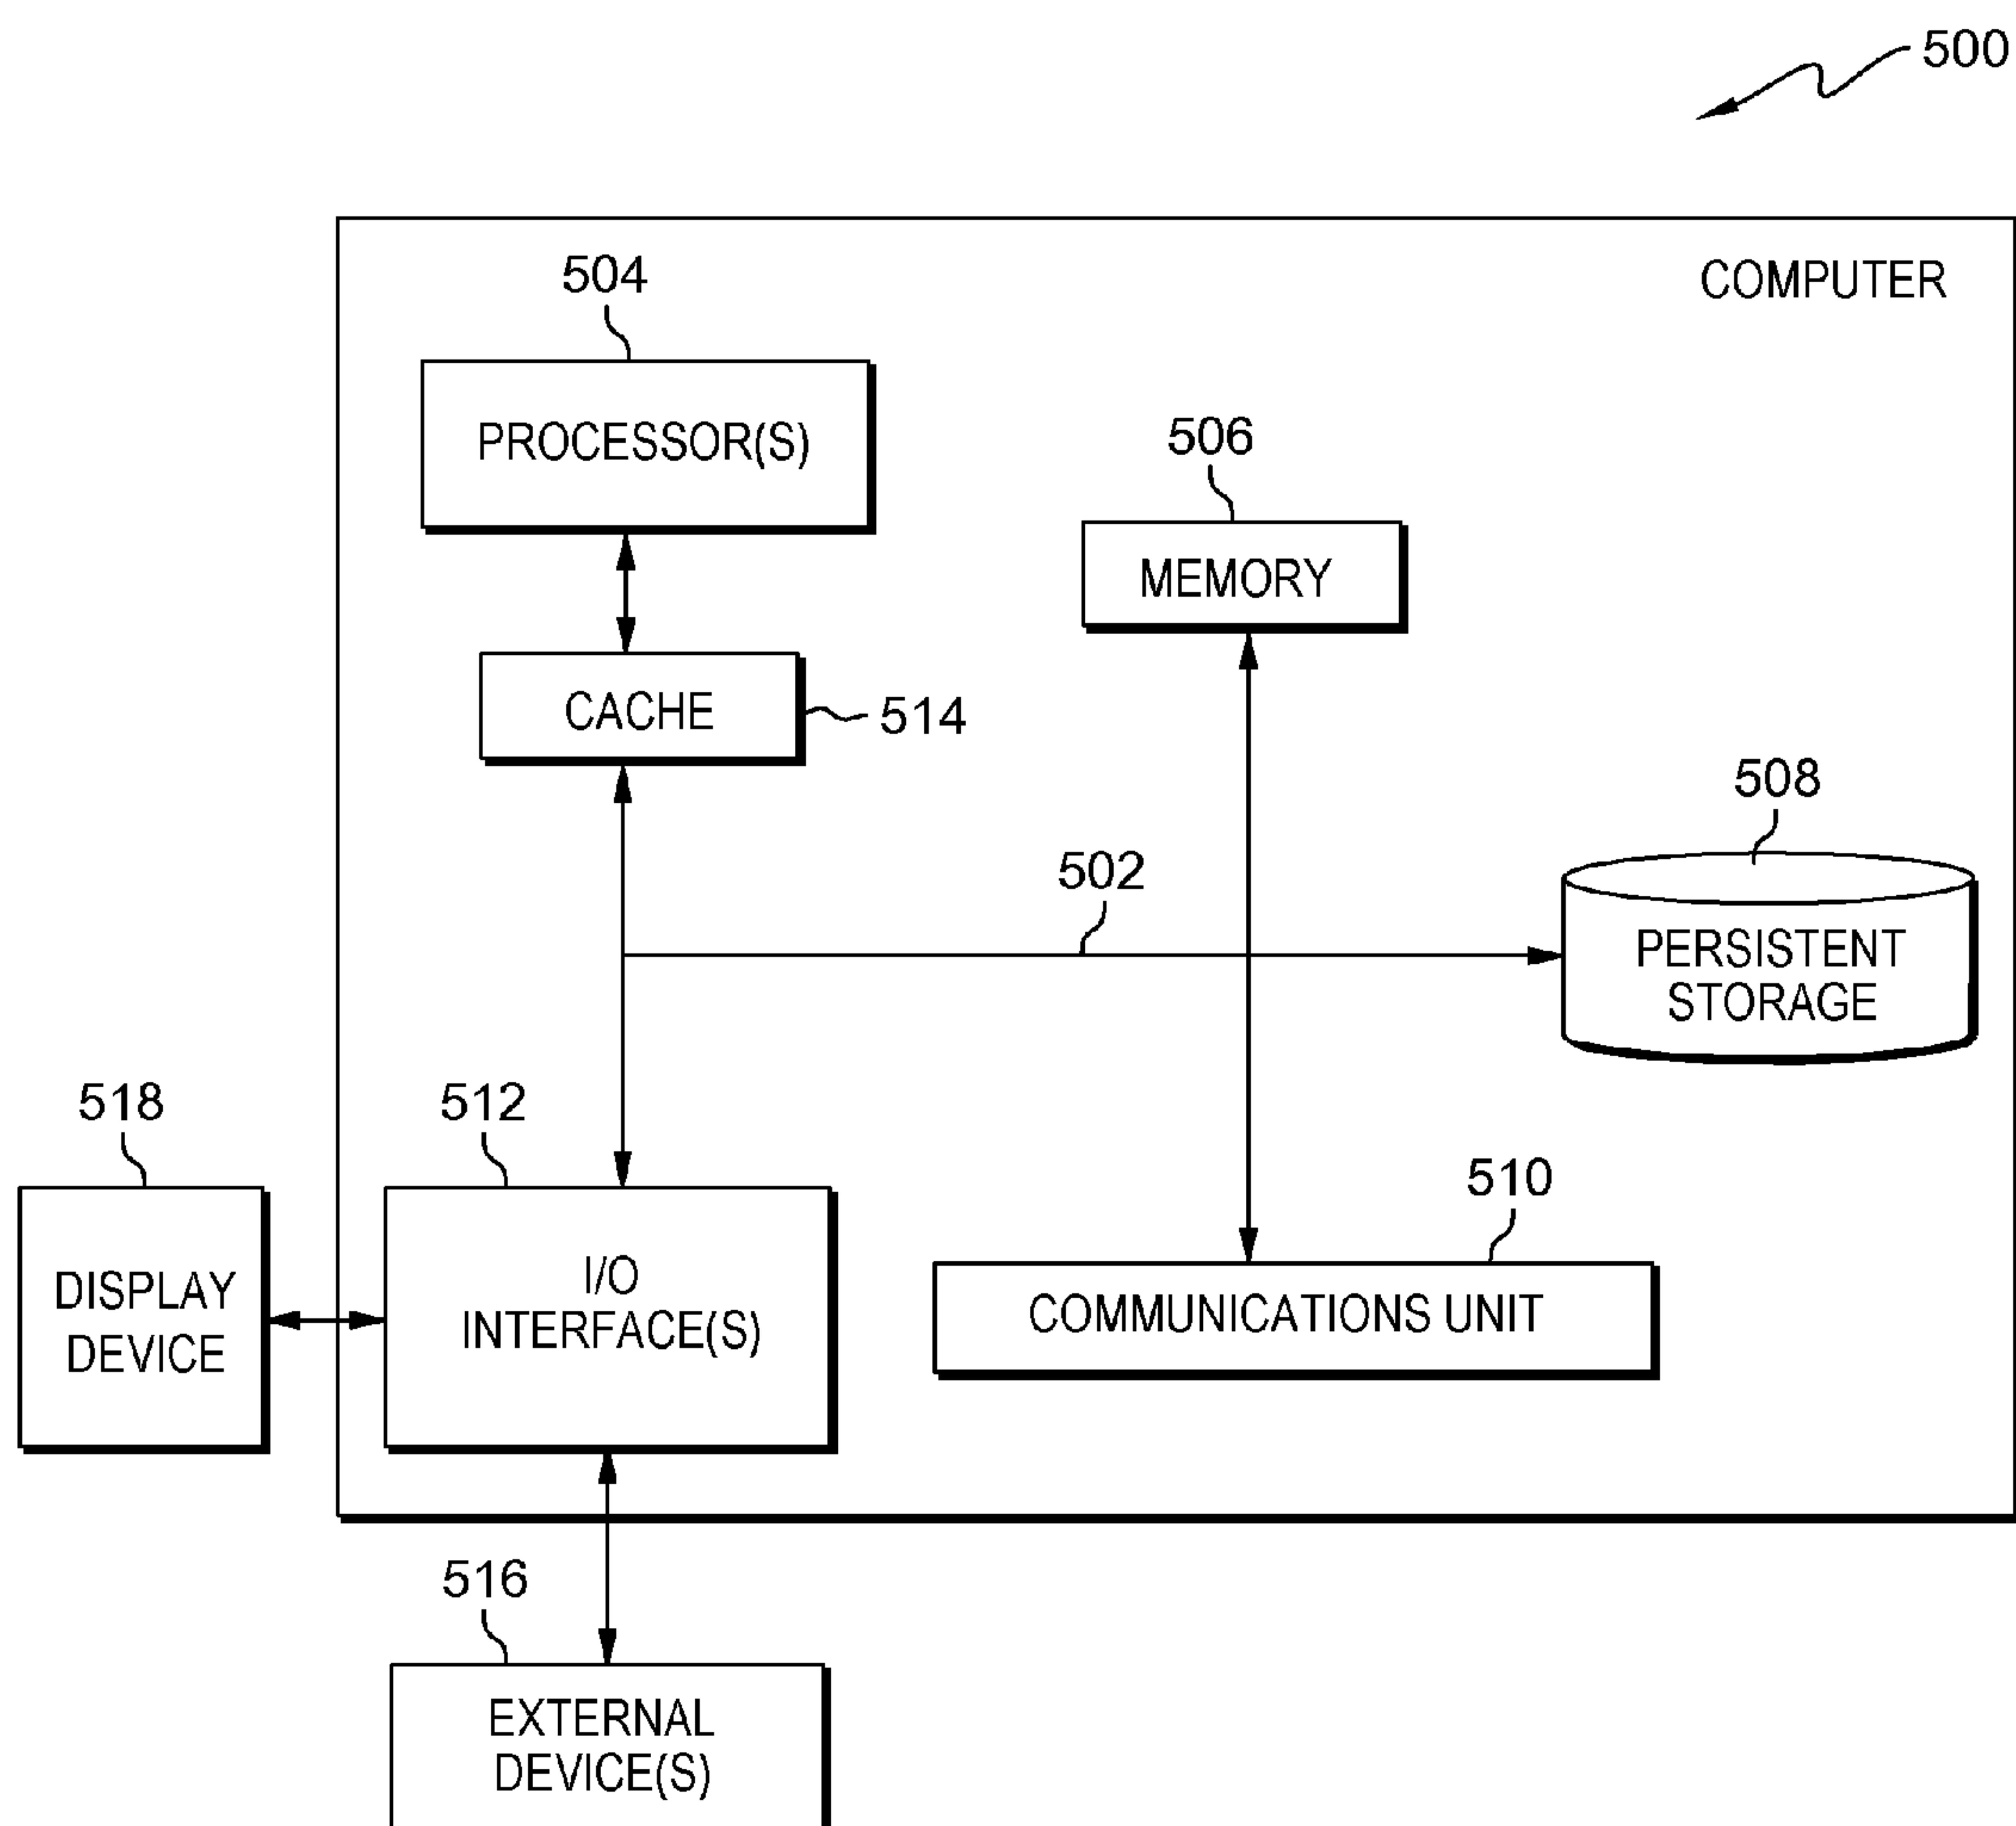 500
COMPUTER
504
PROCESSOR(S)
506
MEMORY
CACHE
514
508
502
PERSISTENT
STORAGE
518
512
510
DISPLAY
DEVICE
I/O
INTERFACE(S)
COMMUNICATIONS UNIT
516
EXTERNAL
DEVICE(S)